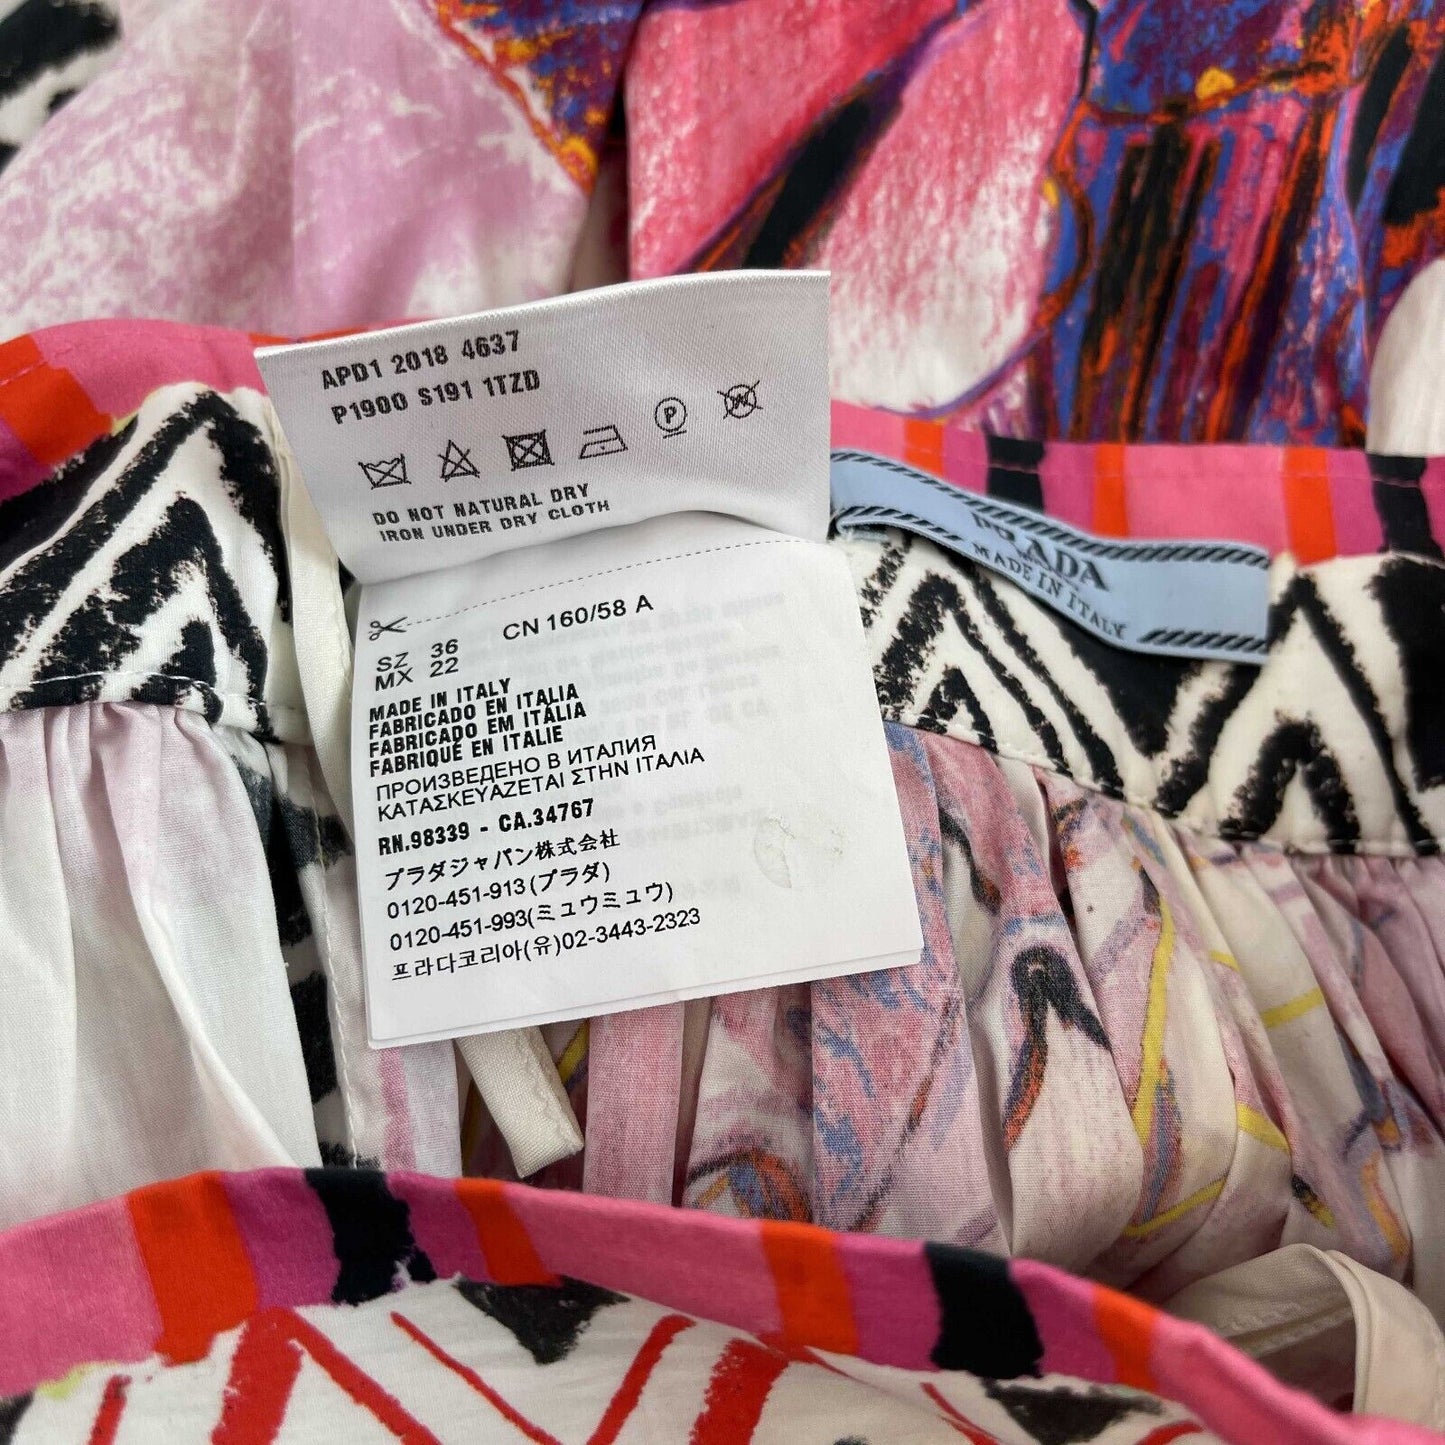 APD1 2018 4637
P1900 S191 1TZD
P
W
DO NOT NATURAL DRY
IRON UNDER DRY CLOTH
CN 160/58 A
SZ 36
MX 22
MADE IN ITALY
FABRICADO EN ITALIA
FABRICADO EM ITÁLIA
FABRIQUÉ EN ITALIE
ПРОИЗВЕДЕНО В ИТАЛИЯ
ΚΑΤΑΣΚΕΥΑΖΕΤΑΙ ΣΤΗΝ ΙΤΑΛΙΑ
RN.98339 - CA.34767
プラダジャパン株式会社
0120-451-913(プラダ)
0120-451-993(ミュウミュウ)
프라다코리아(유)02-3443-2323
PRADA
MADE IN ITALY